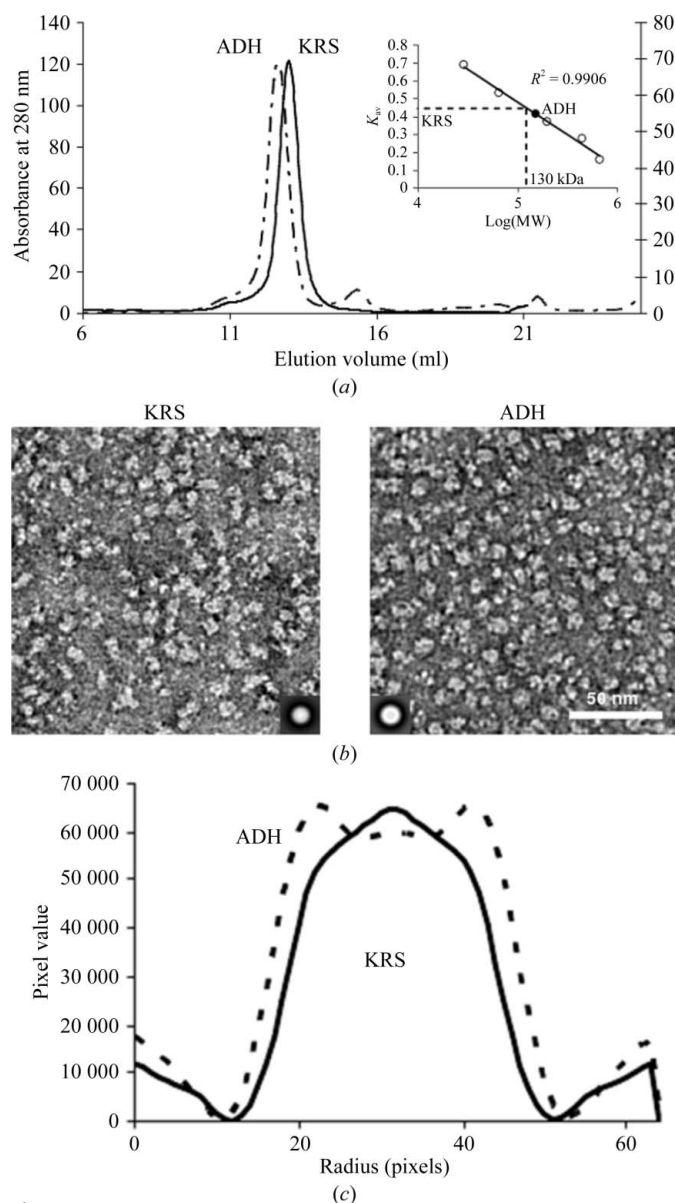 140
120
100
80
60
40
20
0
Absorbance at 280 nm
ADH KRS
80
70
60
50
40
30
20
10
0
0.8
0.7
0.6
0.5
0.4
0.3
0.2
0.1
0
Kav
R² = 0.9906
ADH
KRS
130 kDa
4 5 6
Log(MW)
6 11 16 21
Elution volume (ml)
(a)
KRS ADH
50 nm
(b)
70 000
60 000
50 000
40 000
30 000
20 000
10 000
0
Pixel value
ADH
KRS
0 20 40 60
Radius (pixels)
(c)